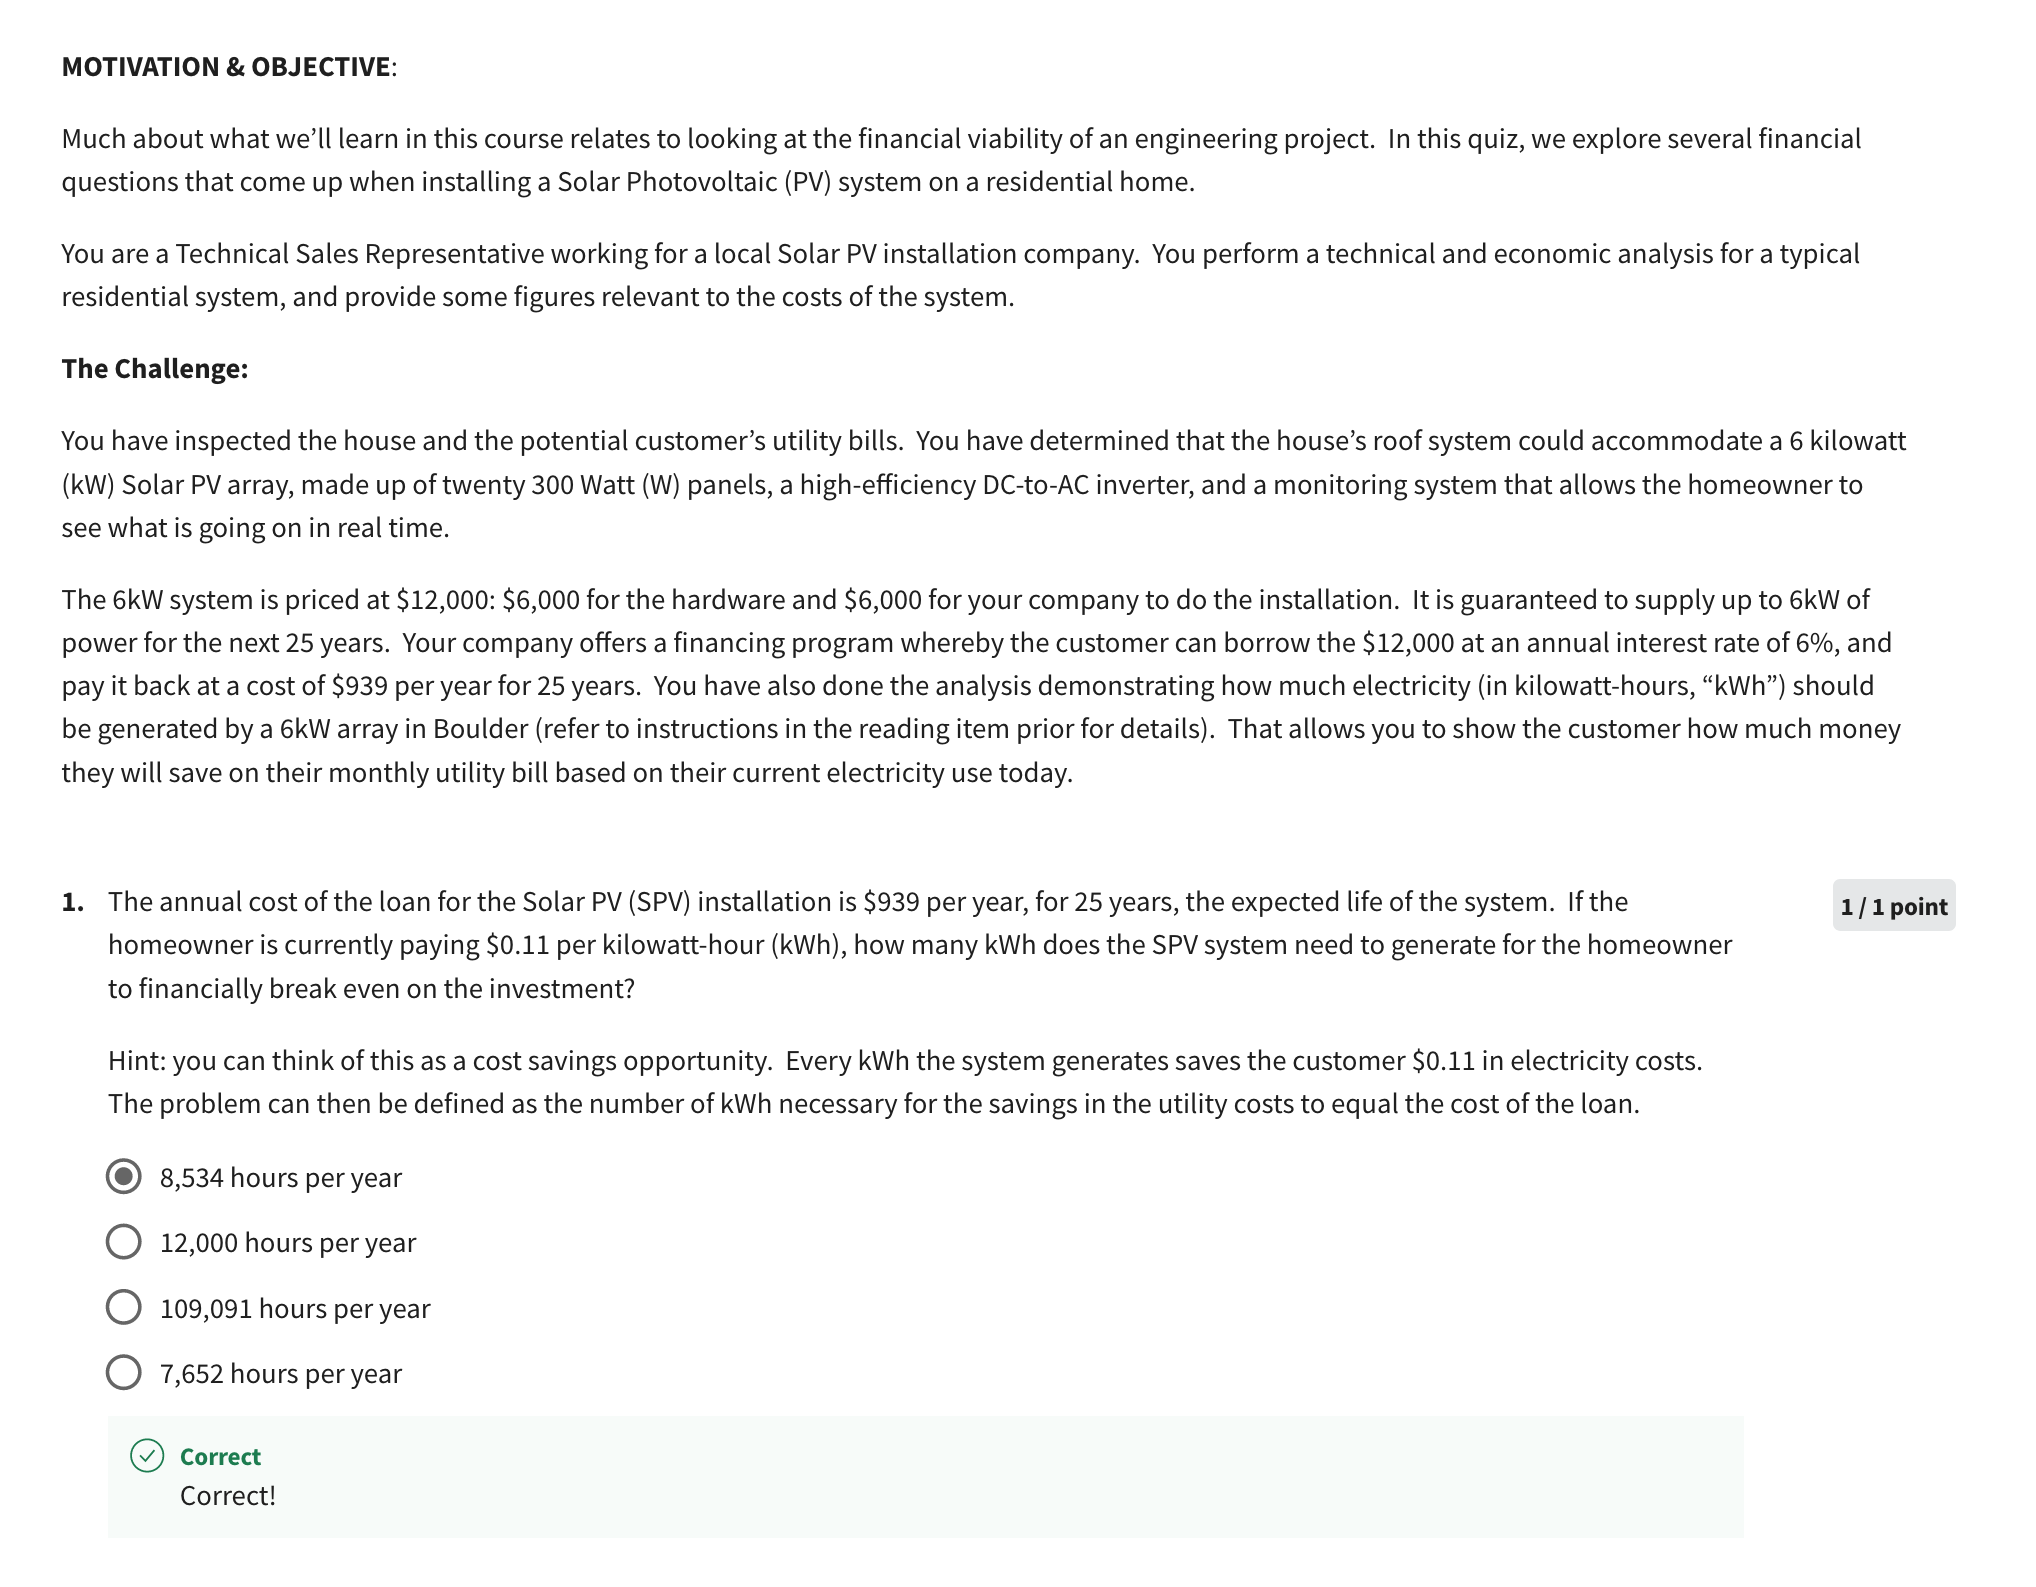 MOTIVATION & OBJECTIVE:
Much about what we’ll learn in this course relates to looking at the financial viability of an engineering project.  In this quiz, we explore several financial
questions that come up when installing a Solar Photovoltaic (PV) system on a residential home.
You are a Technical Sales Representative working for a local Solar PV installation company.  You perform a technical and economic analysis for a typical
residential system, and provide some figures relevant to the costs of the system.
The Challenge:
You have inspected the house and the potential customer’s utility bills.  You have determined that the house’s roof system could accommodate a 6 kilowatt
(kW) Solar PV array, made up of twenty 300 Watt (W) panels, a high-efficiency DC-to-AC inverter, and a monitoring system that allows the homeowner to
see what is going on in real time.
The 6kW system is priced at $12,000: $6,000 for the hardware and $6,000 for your company to do the installation.  It is guaranteed to supply up to 6kW of
power for the next 25 years.  Your company offers a financing program whereby the customer can borrow the $12,000 at an annual interest rate of 6%, and
pay it back at a cost of $939 per year for 25 years.  You have also done the analysis demonstrating how much electricity (in kilowatt-hours, “kWh”) should
be generated by a 6kW array in Boulder (refer to instructions in the reading item prior for details).  That allows you to show the customer how much money
they will save on their monthly utility bill based on their current electricity use today.
1. The annual cost of the loan for the Solar PV (SPV) installation is $939 per year, for 25 years, the expected life of the system.  If the
1 / 1 point
homeowner is currently paying $0.11 per kilowatt-hour (kWh), how many kWh does the SPV system need to generate for the homeowner
to financially break even on the investment?
Hint: you can think of this as a cost savings opportunity.  Every kWh the system generates saves the customer $0.11 in electricity costs.
The problem can then be defined as the number of kWh necessary for the savings in the utility costs to equal the cost of the loan.
8,534 hours per year
12,000 hours per year
109,091 hours per year
7,652 hours per year
Correct
Correct!